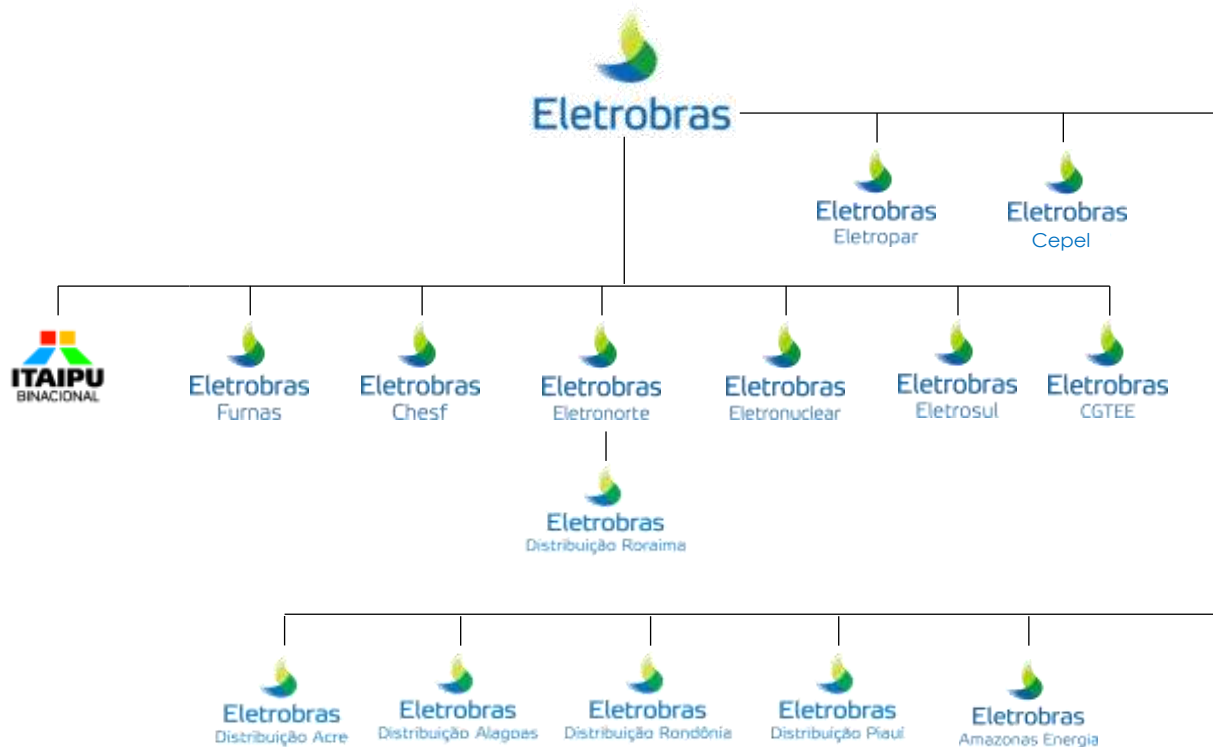 Eletrobras
Eletrobras
Eletropar
Eletrobras
Cepel
ITAIPU
BINACIONAL
Eletrobras
Furnas
Eletrobras
Chesf
Eletrobras
Eletronorte
Eletrobras
Eletronuclear
Eletrobras
Eletrosul
Eletrobras
CGTEE
Eletrobras
Distribuição Roraima
Eletrobras
Distribuição Acre
Eletrobras
Distribuição Alagoas
Eletrobras
Distribuição Rondônia
Eletrobras
Distribuição Piauí
Eletrobras
Amazonas Energia